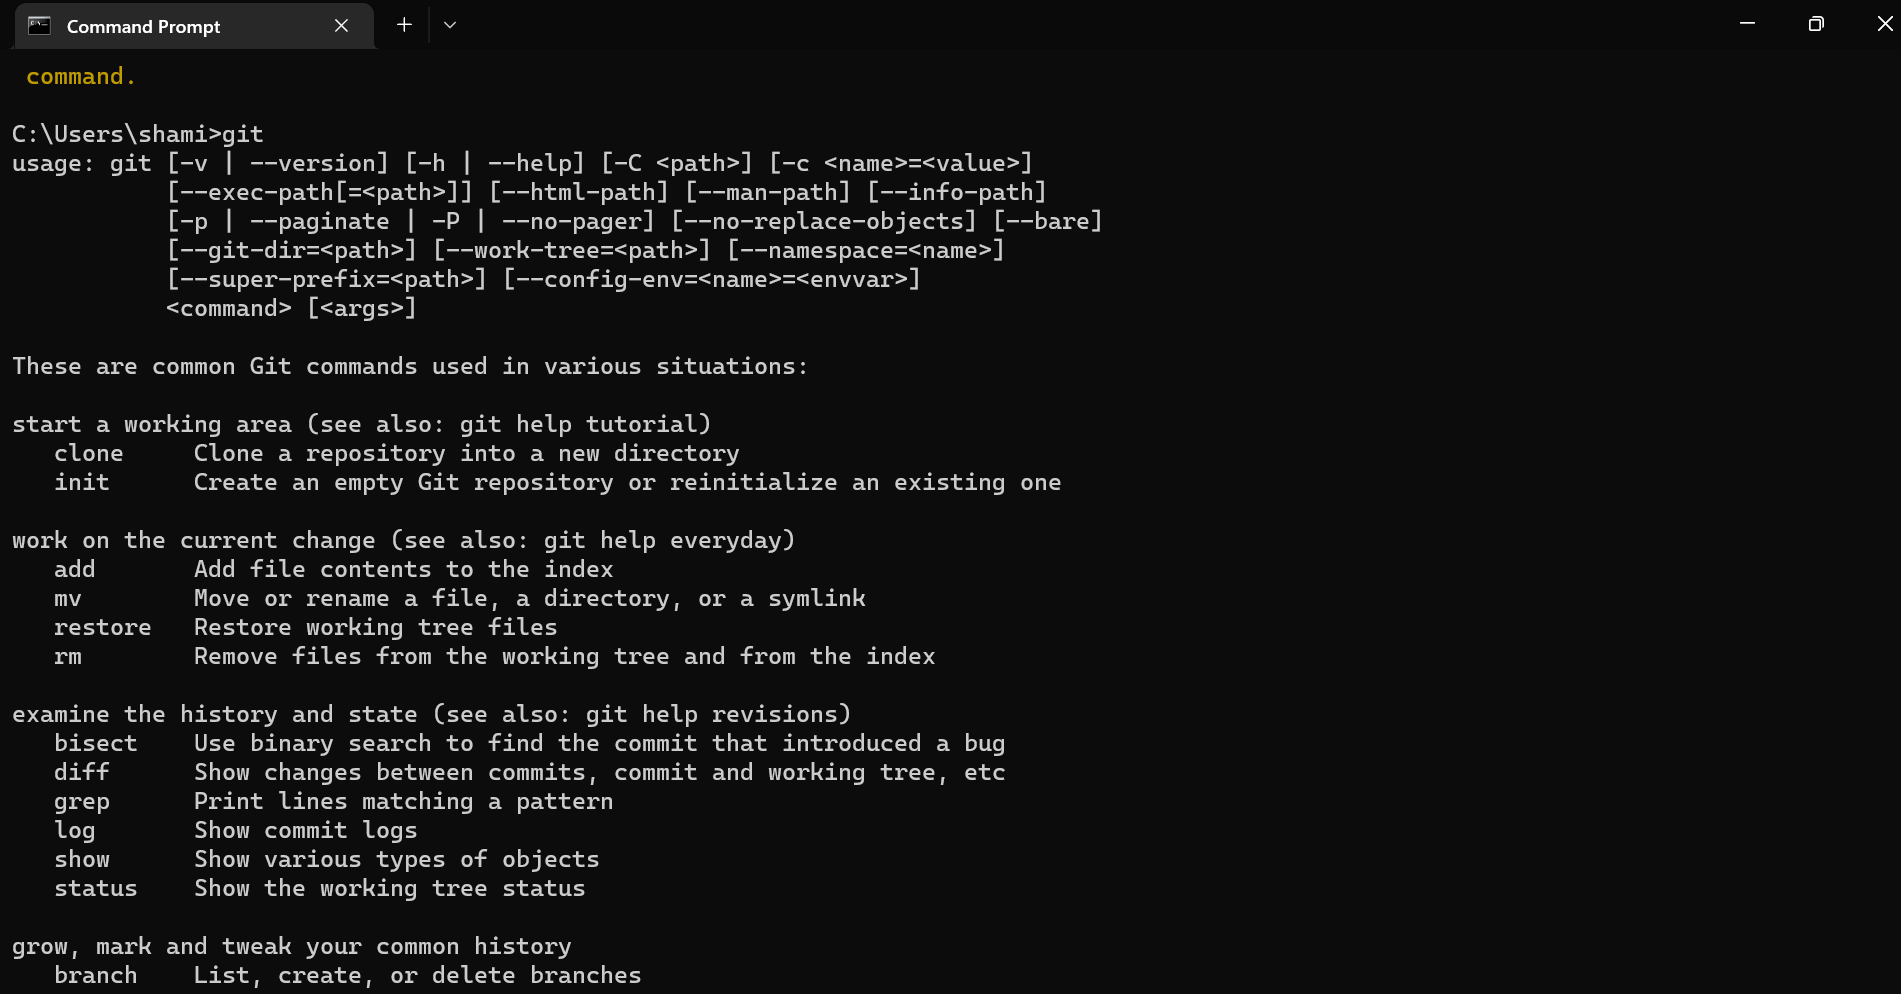 Command Prompt
command.
C:\Users\shami>git
usage: git [-v | --version] [-h | --help] [-C <path>] [-c <name>=<value>]
           [--exec-path[=<path>]] [--html-path] [--man-path] [--info-path]
           [-p | --paginate | -P | --no-pager] [--no-replace-objects] [--bare]
           [--git-dir=<path>] [--work-tree=<path>] [--namespace=<name>]
           [--super-prefix=<path>] [--config-env=<name>=<envvar>]
           <command> [<args>]
These are common Git commands used in various situations:
start a working area (see also: git help tutorial)
   clone     Clone a repository into a new directory
   init      Create an empty Git repository or reinitialize an existing one
work on the current change (see also: git help everyday)
   add       Add file contents to the index
   mv        Move or rename a file, a directory, or a symlink
   restore   Restore working tree files
   rm        Remove files from the working tree and from the index
examine the history and state (see also: git help revisions)
   bisect    Use binary search to find the commit that introduced a bug
   diff      Show changes between commits, commit and working tree, etc
   grep      Print lines matching a pattern
   log       Show commit logs
   show      Show various types of objects
   status    Show the working tree status
grow, mark and tweak your common history
   branch    List, create, or delete branches